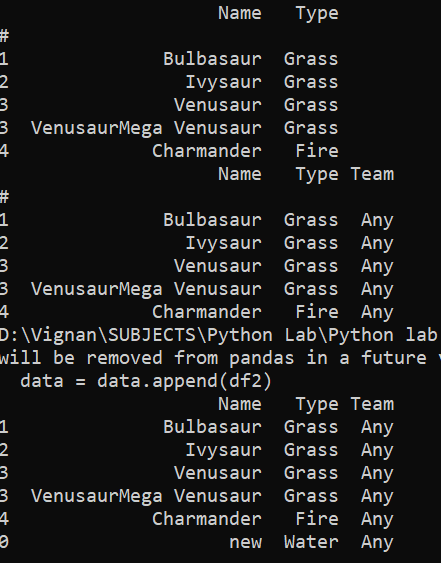 Name Type
#
1 Bulbasaur Grass
2 Ivysaur Grass
3 Venusaur Grass
3 VenusaurMega Venusaur Grass
4 Charmander Fire
Name Type Team
#
1 Bulbasaur Grass Any
2 Ivysaur Grass Any
3 Venusaur Grass Any
3 VenusaurMega Venusaur Grass Any
4 Charmander Fire Any
D:\Vignan\SUBJECTS\Python Lab\Python lab
will be removed from pandas in a future
data = data.append(df2)
Name Type Team
1 Bulbasaur Grass Any
2 Ivysaur Grass Any
3 Venusaur Grass Any
3 VenusaurMega Venusaur Grass Any
4 Charmander Fire Any
0 new Water Any